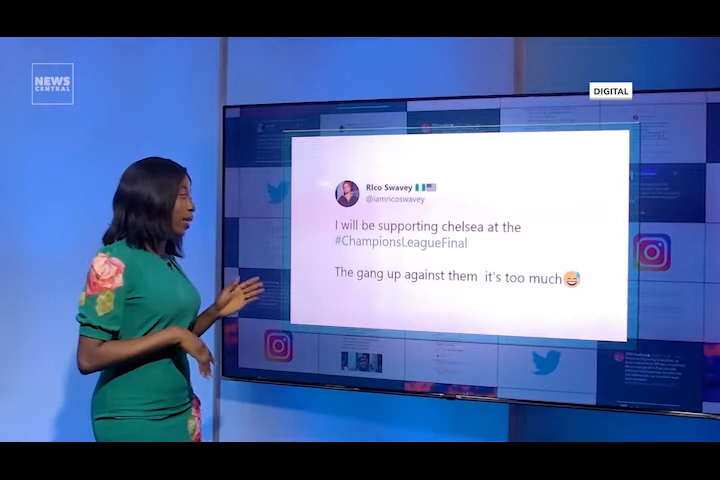 NEWS
CENTRAL
DIGITAL
Rico Swavey 🇳🇬🇺🇸
@iamricoswavey
I will be supporting chelsea at the
#ChampionsLeagueFinal
The gang up against them it's too much😅